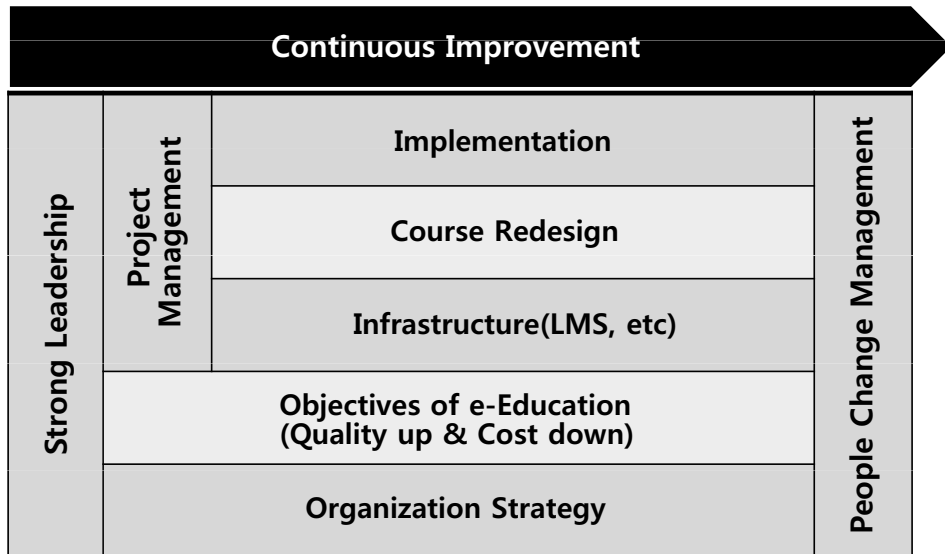 Continuous Improvement
Strong Leadership
Project
Management
Implementation
Course Redesign
Infrastructure(LMS, etc)
Objectives of e-Education
(Quality up & Cost down)
Organization Strategy
People Change Management